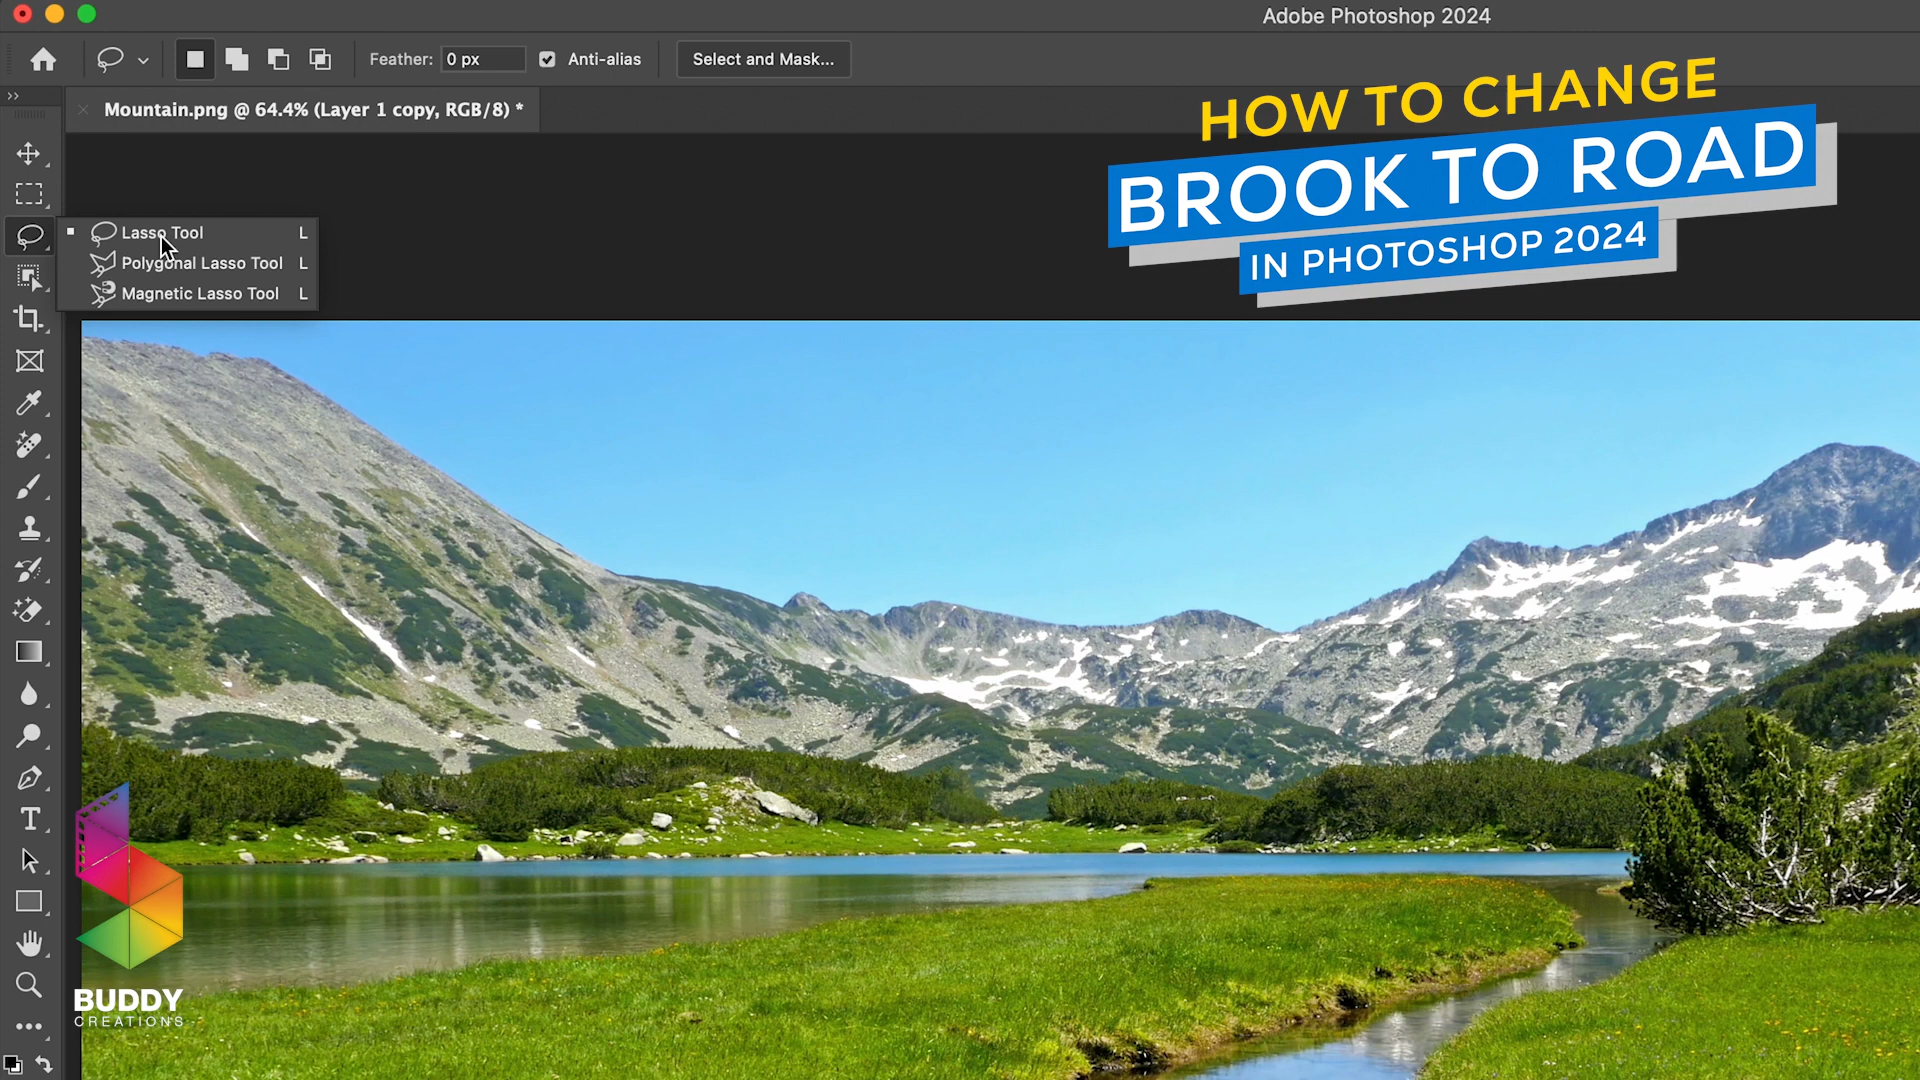 Adobe Photoshop 2024
Feather: 0 px Anti-alias Select and Mask...
Mountain.png @ 64.4% (Layer 1 copy, RGB/8) *
HOW TO CHANGE
BROOK TO ROAD
IN PHOTOSHOP 2024
Lasso Tool L
Polygonal Lasso Tool L
Magnetic Lasso Tool L
BUDDY
CREATIONS